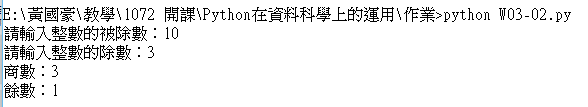 E:\黃國豪\教學\1072 開課\Python在資料科學上的運用\作業>python W03-02.py
請輸入整數的被除數：10
請輸入整數的除數：3
商數：3
餘數：1